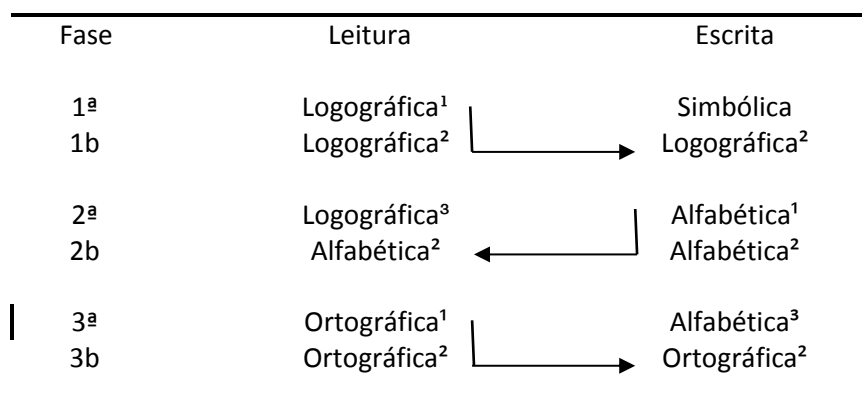 Fase Leitura Escrita
1ª Logográfica¹ Simbólica
1b Logográfica² Logográfica²
2ª Logográfica³ Alfabética¹
2b Alfabética² Alfabética²
3ª Ortográfica¹ Alfabética³
3b Ortográfica² Ortográfica²